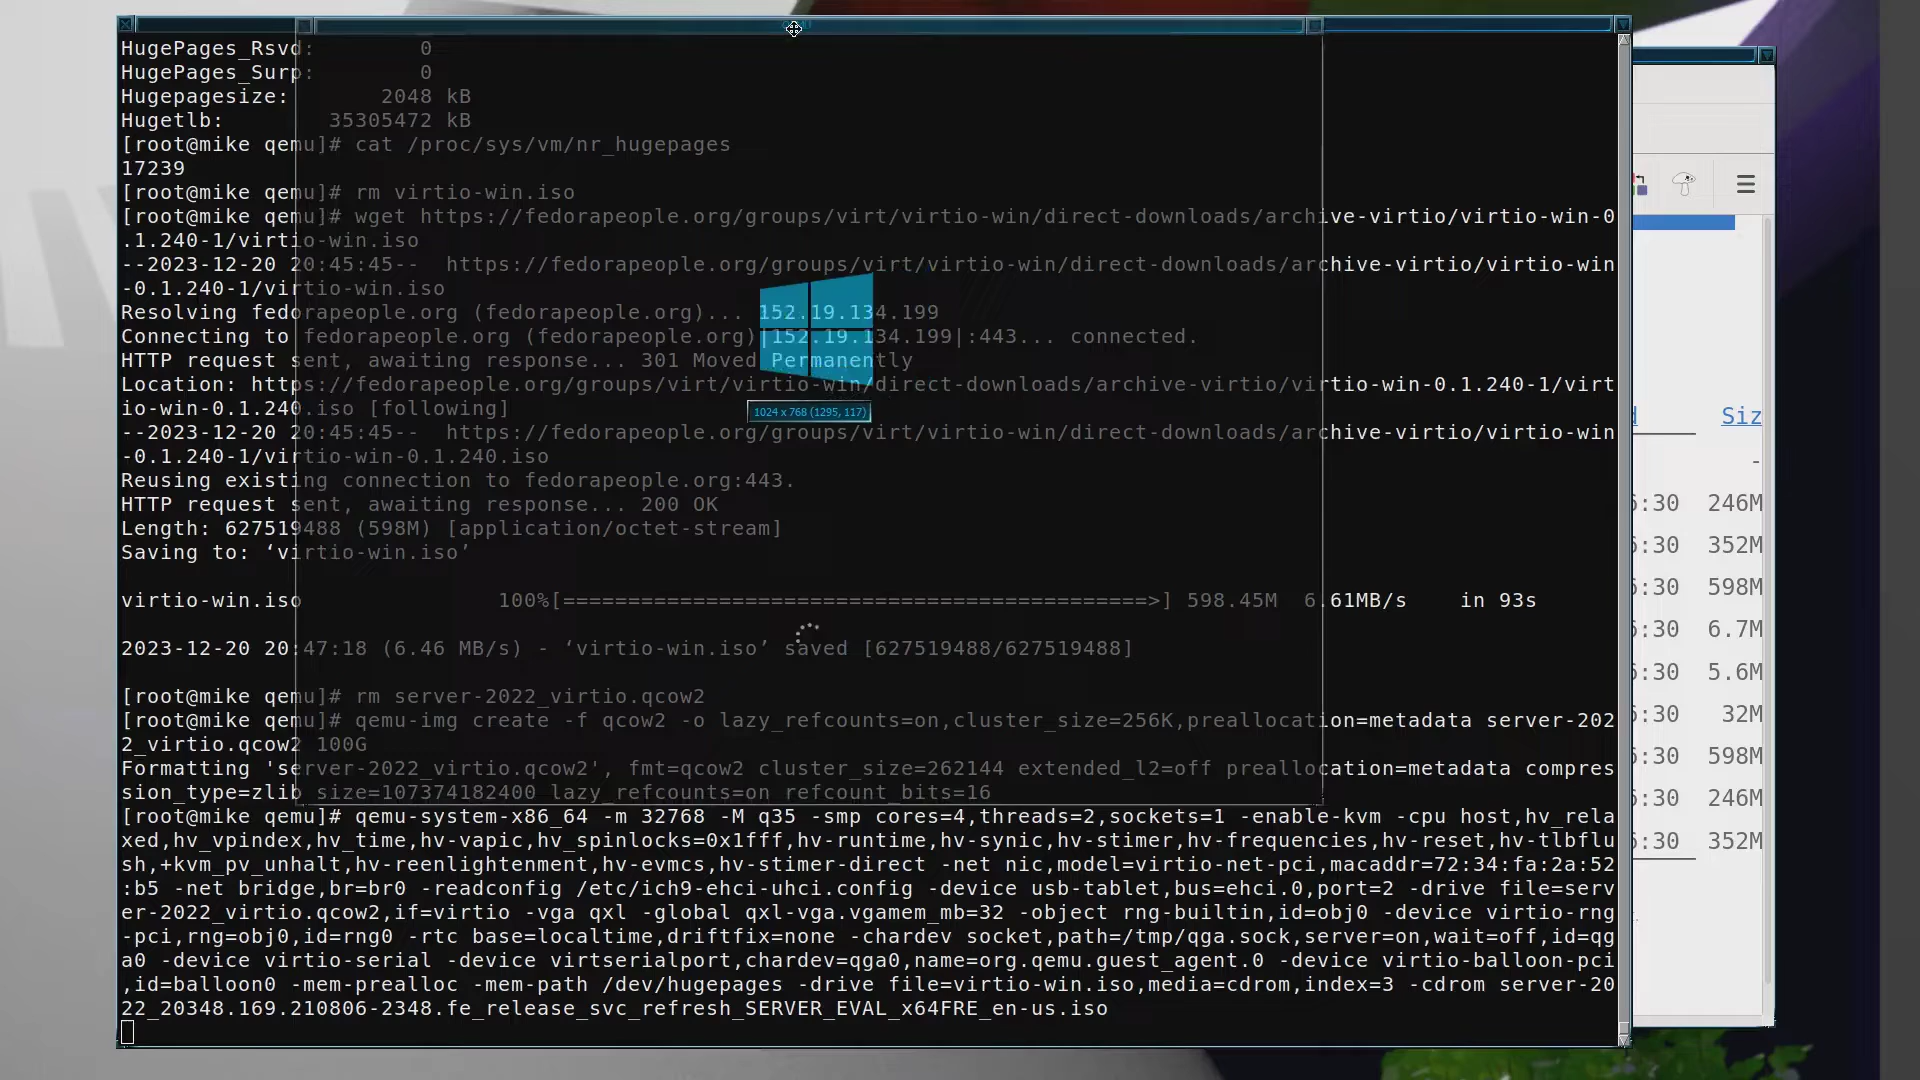 HugePages_Rsvd:        0
HugePages_Surp:        0
Hugepagesize:       2048 kB
Hugetlb:        35305472 kB
[root@mike qemu]# cat /proc/sys/vm/nr_hugepages
17239
[root@mike qemu]# rm virtio-win.iso
[root@mike qemu]# wget https://fedorapeople.org/groups/virt/virtio-win/direct-downloads/archive-virtio/virtio-win-0
.1.240-1/virtio-win.iso
--2023-12-20 20:45:45--  https://fedorapeople.org/groups/virt/virtio-win/direct-downloads/archive-virtio/virtio-win
-0.1.240-1/virtio-win.iso
Resolving fedorapeople.org (fedorapeople.org)... 152.19.134.199
Connecting to fedorapeople.org (fedorapeople.org)|152.19.134.199|:443... connected.
HTTP request sent, awaiting response... 301 Moved Permanently
Location: https://fedorapeople.org/groups/virt/virtio-win/direct-downloads/archive-virtio/virtio-win-0.1.240-1/virt
io-win-0.1.240.iso [following]
1024 x 768 (1295, 117)
--2023-12-20 20:45:45--  https://fedorapeople.org/groups/virt/virtio-win/direct-downloads/archive-virtio/virtio-win
-0.1.240-1/virtio-win-0.1.240.iso
Reusing existing connection to fedorapeople.org:443.
HTTP request sent, awaiting response... 200 OK
Length: 627519488 (598M) [application/octet-stream]
Saving to: ‘virtio-win.iso’
virtio-win.iso               100%[=============================================>] 598.45M  6.61MB/s    in 93s
2023-12-20 20:47:18 (6.46 MB/s) - ‘virtio-win.iso’ saved [627519488/627519488]
[root@mike qemu]# rm server-2022_virtio.qcow2
[root@mike qemu]# qemu-img create -f qcow2 -o lazy_refcounts=on,cluster_size=256K,preallocation=metadata server-202
2_virtio.qcow2 100G
Formatting 'server-2022_virtio.qcow2', fmt=qcow2 cluster_size=262144 extended_l2=off preallocation=metadata compres
sion_type=zlib size=107374182400 lazy_refcounts=on refcount_bits=16
[root@mike qemu]# qemu-system-x86_64 -m 32768 -M q35 -smp cores=4,threads=2,sockets=1 -enable-kvm -cpu host,hv_rela
xed,hv_vpindex,hv_time,hv-vapic,hv_spinlocks=0x1fff,hv-runtime,hv-synic,hv-stimer,hv-frequencies,hv-reset,hv-tlbflu
sh,+kvm_pv_unhalt,hv-reenlightenment,hv-evmcs,hv-stimer-direct -net nic,model=virtio-net-pci,macaddr=72:34:fa:2a:52
:b5 -net bridge,br=br0 -readconfig /etc/ich9-ehci-uhci.config -device usb-tablet,bus=ehci.0,port=2 -drive file=serv
er-2022_virtio.qcow2,if=virtio -vga qxl -global qxl-vga.vgamem_mb=32 -object rng-builtin,id=obj0 -device virtio-rng
-pci,rng=obj0,id=rng0 -rtc base=localtime,driftfix=none -chardev socket,path=/tmp/qga.sock,server=on,wait=off,id=qg
a0 -device virtio-serial -device virtserialport,chardev=qga0,name=org.qemu.guest_agent.0 -device virtio-balloon-pci
,id=balloon0 -mem-prealloc -mem-path /dev/hugepages -drive file=virtio-win.iso,media=cdrom,index=3 -cdrom server-20
22_20348.169.210806-2348.fe_release_svc_refresh_SERVER_EVAL_x64FRE_en-us.iso
Siz
-
:30  246M
:30  352M
:30  598M
:30  6.7M
:30  5.6M
:30   32M
:30  598M
:30  246M
:30  352M